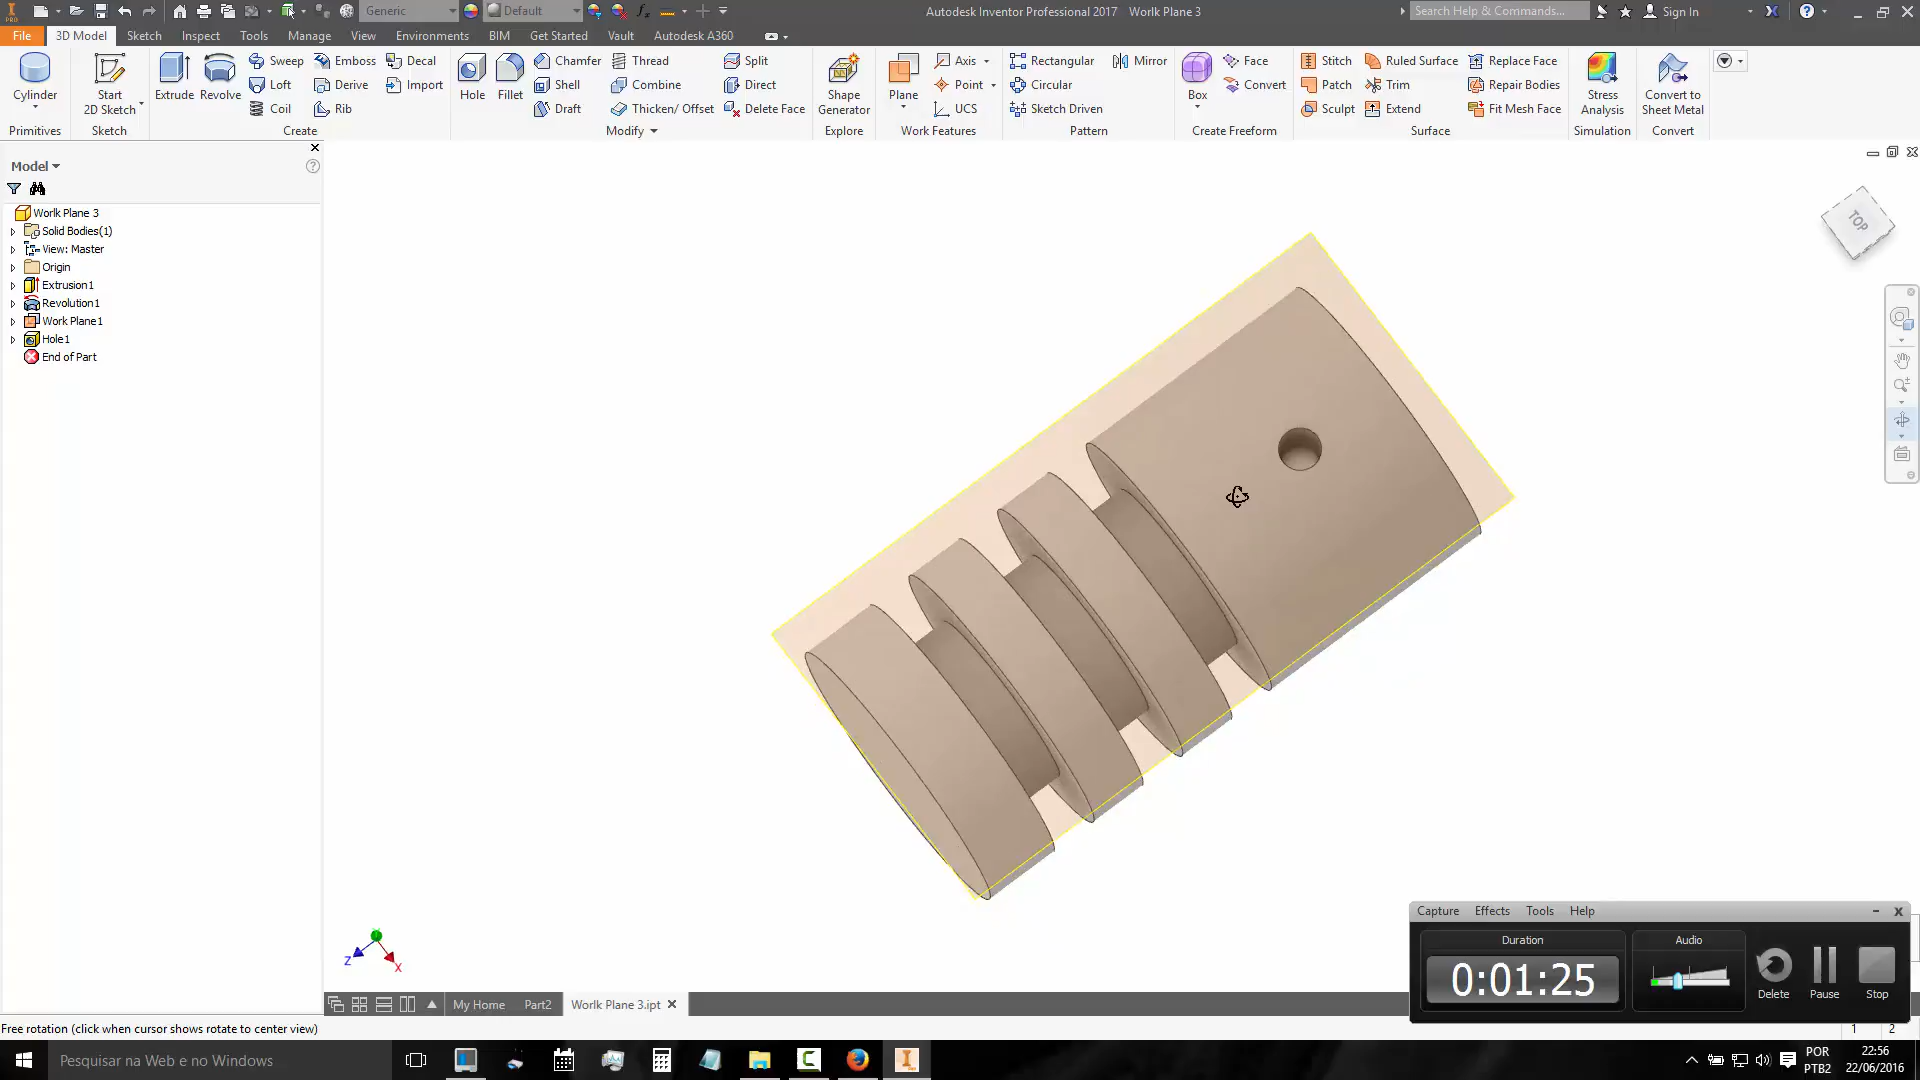 PRO
Generic
Default
Autodesk Inventor Professional 2017   Worlk Plane 3
Search Help & Commands...
Sign In
File
3D Model
Sketch
Inspect
Tools
Manage
View
Environments
BIM
Get Started
Vault
Autodesk A360
Cylinder
Primitives
Start
2D Sketch
Sketch
Extrude
Revolve
Sweep
Emboss
Decal
Loft
Derive
Import
Coil
Rib
Create
Hole
Fillet
Chamfer
Thread
Split
Shell
Combine
Direct
Draft
Thicken/ Offset
Delete Face
Modify
Shape
Generator
Explore
Plane
Axis
Point
UCS
Work Features
Rectangular
Mirror
Circular
Sketch Driven
Pattern
Box
Face
Convert
Create Freeform
Stitch
Ruled Surface
Replace Face
Patch
Trim
Repair Bodies
Sculpt
Extend
Fit Mesh Face
Surface
Stress
Analysis
Simulation
Convert to
Sheet Metal
Convert
Model
Worlk Plane 3
Solid Bodies(1)
View: Master
Origin
Extrusion1
Revolution1
Work Plane1
Hole1
End of Part
TOP
Z
X
Capture
Effects
Tools
Help
Duration
0:01:25
Audio
Delete
Pause
Stop
My Home
Part2
Worlk Plane 3.ipt
Free rotation (click when cursor shows rotate to center view)
1
2
Pesquisar na Web e no Windows
POR
PTB2
22:56
22/06/2016